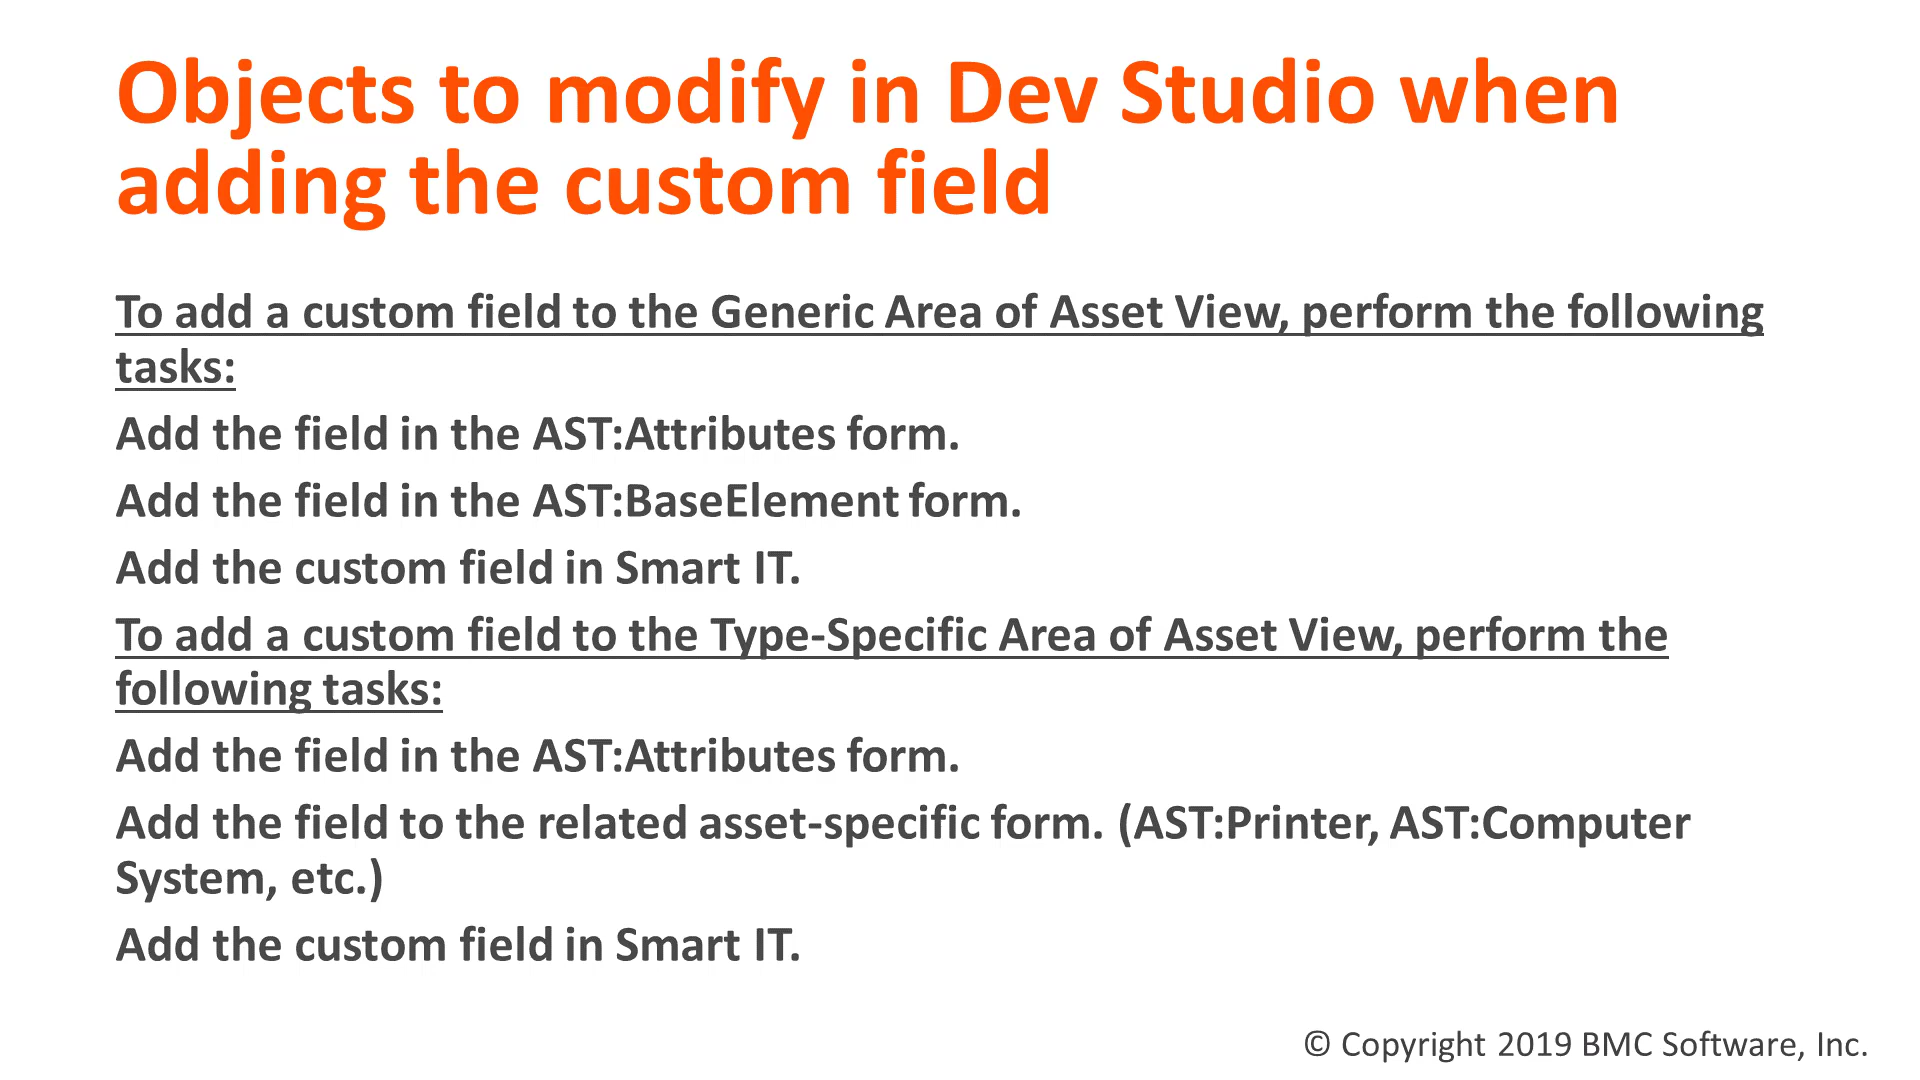 Objects to modify in Dev Studio when
adding the custom field
To add a custom field to the Generic Area of Asset View, perform the following
tasks:
Add the field in the AST:Attributes form.
Add the field in the AST:BaseElement form.
Add the custom field in Smart IT.
To add a custom field to the Type-Specific Area of Asset View, perform the
following tasks:
Add the field in the AST:Attributes form.
Add the field to the related asset-specific form. (AST:Printer, AST:Computer
System, etc.)
Add the custom field in Smart IT.
© Copyright 2019 BMC Software, Inc.